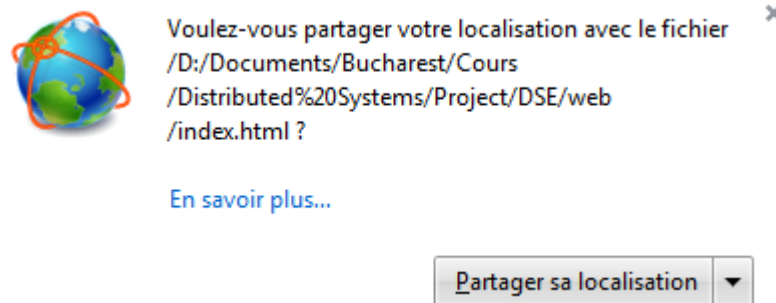 Voulez-vous partager votre localisation avec le fichier
/D:/Documents/Bucharest/Cours
/Distributed%20Systems/Project/DSE/web
/index.html ?
En savoir plus...
Partager sa localisation